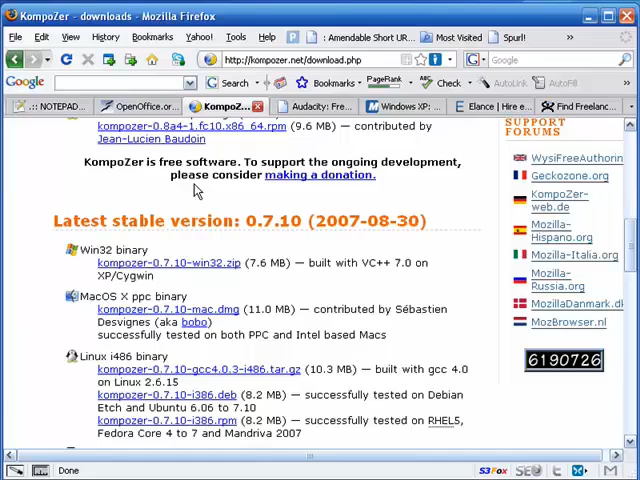 KompoZer - downloads - Mozilla Firefox
File Edit View History Bookmarks Yahoo! Tools Help Amendable Short URL... Most Visited Spurl!
http://kompozer.net/download.php Google
Google Search Bookmarks PageRank Check AutoLink AutoFill
.:: NOTEPAD... OpenOffice.org... KompoZ... Audacity: Fre... Windows XP: ... Elance | Hire e... Find Freelanc...
kompozer-0.8a4-1.fc10.x86_64.rpm (9.6 MB) — contributed by
Jean-Lucien Baudoin
KompoZer is free software. To support the ongoing development,
please consider making a donation.
Latest stable version: 0.7.10 (2007-08-30)
Win32 binary
kompozer-0.7.10-win32.zip (7.6 MB) — built with VC++ 7.0 on
XP/Cygwin
MacOS X ppc binary
kompozer-0.7.10-mac.dmg (11.0 MB) — contributed by Sébastien
Desvignes (aka bobo)
successfully tested on both PPC and Intel based Macs
Linux i486 binary
kompozer-0.7.10-gcc4.0.3-i486.tar.gz (10.3 MB) — built with gcc 4.0
on Linux 2.6.15
kompozer-0.7.10-i386.deb (8.2 MB) — successfully tested on Debian
Etch and Ubuntu 6.06 to 7.10
kompozer-0.7.10-i386.rpm (8.2 MB) — successfully tested on RHEL5,
Fedora Core 4 to 7 and Mandriva 2007
SUPPORT
FORUMS
WysiFreeAuthorin
Geckozone.org
KompoZer-
web.de
Mozilla-
Hispano.org
Mozilla-Italia.org
Mozilla-
Russia.org
MozillaDanmark.dk
MozBrowser.nl
6190726
Done S3Fox SEO